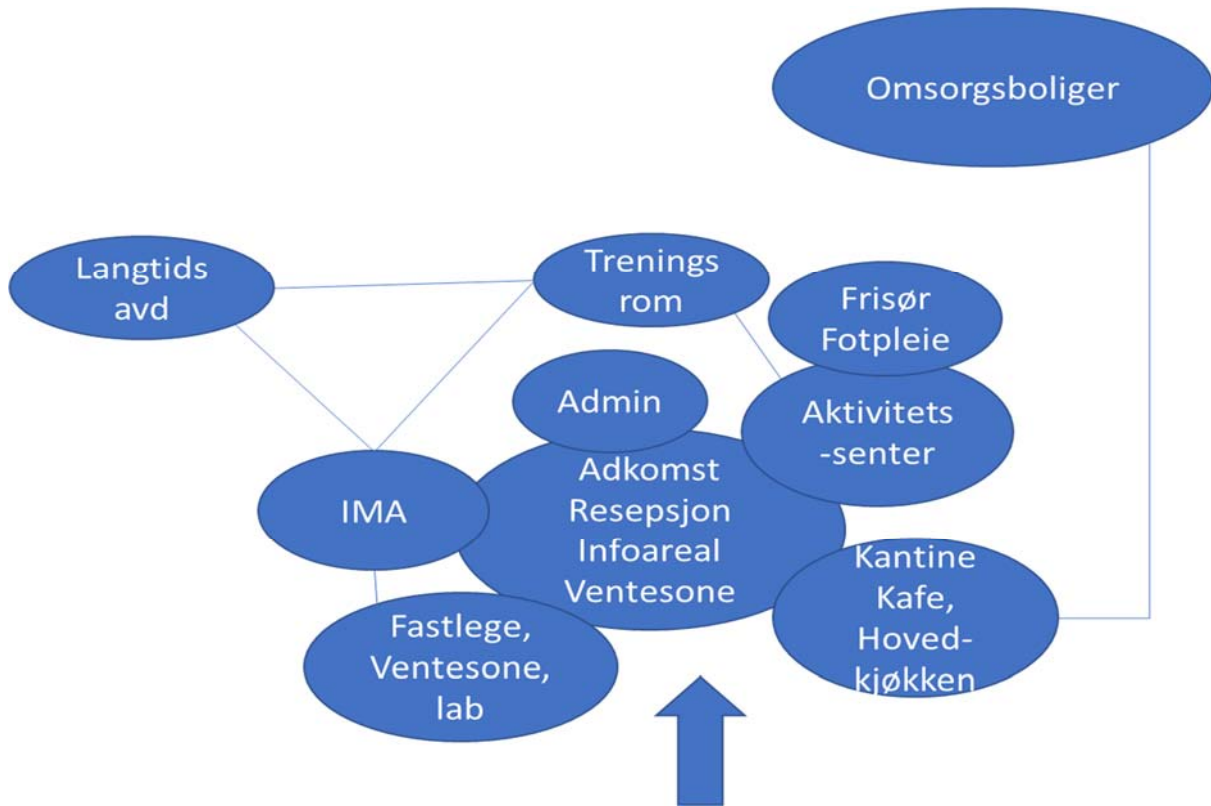 Omsorgsboliger
Langtids
avd
Trenings
rom
Frisør
Fotpleie
Admin
Aktivitets
-senter
IMA
Adkomst
Resepsjon
Infoareal
Ventesone
Kantine
Kafe,
Hoved-
kjøkken
Fastlege,
Ventesone,
lab